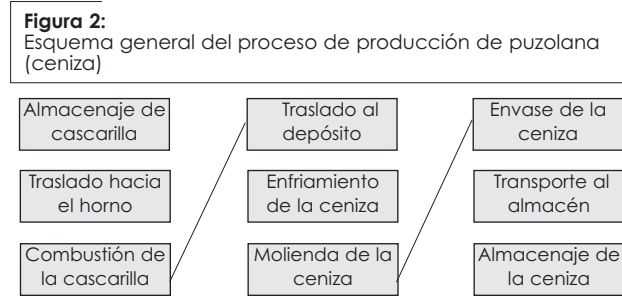 Figura 2:
Esquema general del proceso de producción de puzolana
(ceniza)
Almacenaje de
cascarilla
Traslado hacia
el horno
Combustión de
la cascarilla
Traslado al
depósito
Enfriamiento
de la ceniza
Molienda de la
ceniza
Envase de la
ceniza
Transporte al
almacén
Almacenaje de
la ceniza